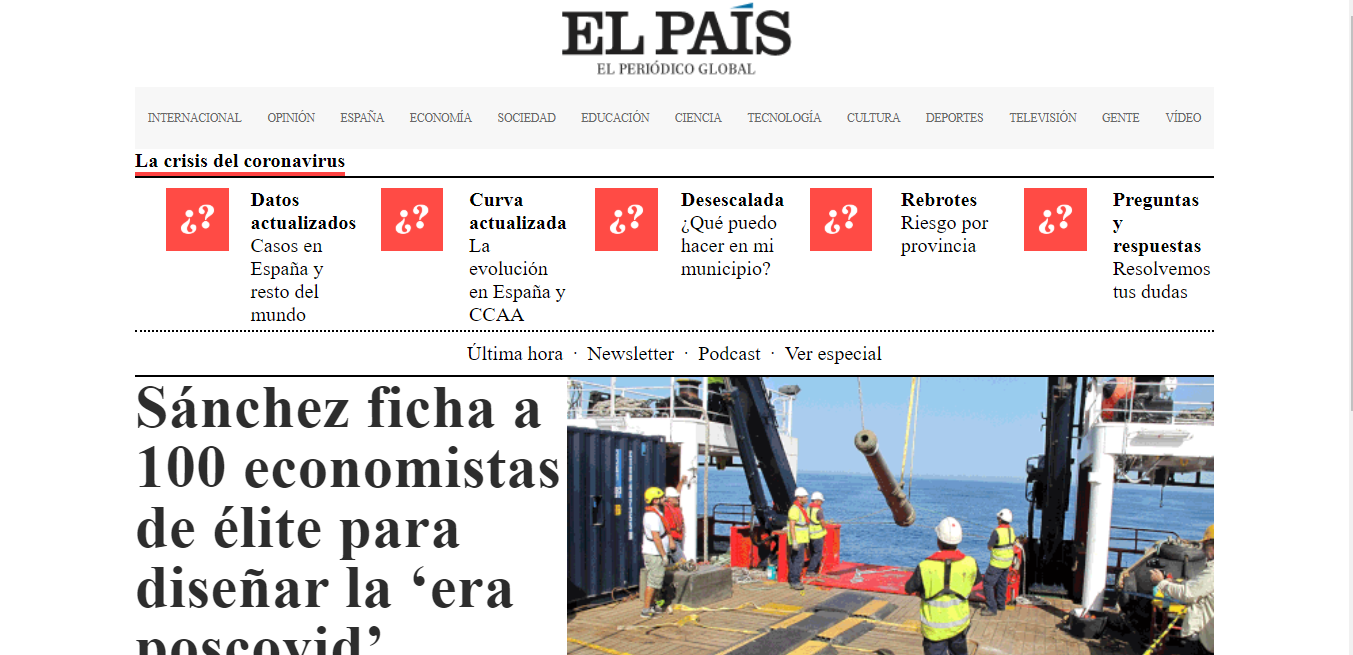 EL PAÍS
EL PERIÓDICO GLOBAL
INTERNACIONAL OPINIÓN ESPAÑA ECONOMÍA SOCIEDAD EDUCACIÓN CIENCIA TECNOLOGÍA CULTURA DEPORTES TELEVISIÓN GENTE VÍDEO
La crisis del coronavirus
¿?
Datos
actualizados
Casos en
España y
resto del
mundo
¿?
Curva
actualizada
La
evolución
en España y
CCAA
¿?
Desescalada
¿Qué puedo
hacer en mi
municipio?
¿?
Rebrotes
Riesgo por
provincia
¿?
Preguntas
y
respuestas
Resolvemos
tus dudas
Última hora · Newsletter · Podcast · Ver especial
Sánchez ficha a
100 economistas
de élite para
diseñar la ‘era
poscovid’